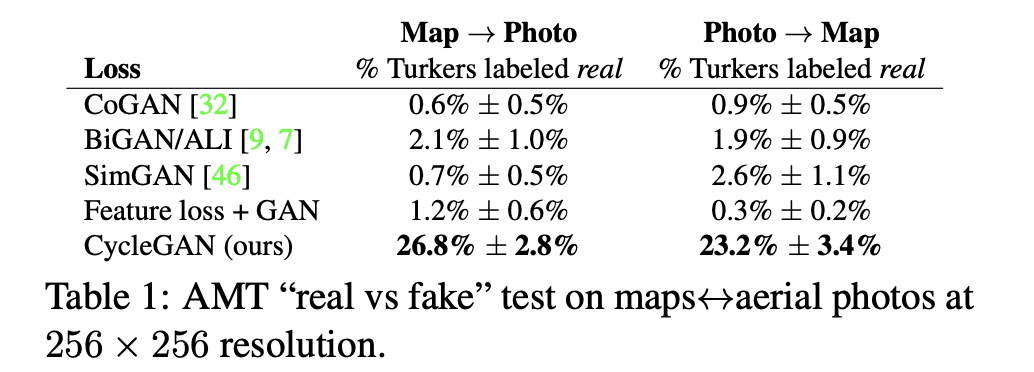 Map → Photo Photo → Map
Loss % Turkers labeled real % Turkers labeled real
CoGAN [32] 0.6% ± 0.5% 0.9% ± 0.5%
BiGAN/ALI [9, 7] 2.1% ± 1.0% 1.9% ± 0.9%
SimGAN [46] 0.7% ± 0.5% 2.6% ± 1.1%
Feature loss + GAN 1.2% ± 0.6% 0.3% ± 0.2%
CycleGAN (ours) 26.8% ± 2.8% 23.2% ± 3.4%
Table 1: AMT “real vs fake” test on maps↔aerial photos at
256 × 256 resolution.